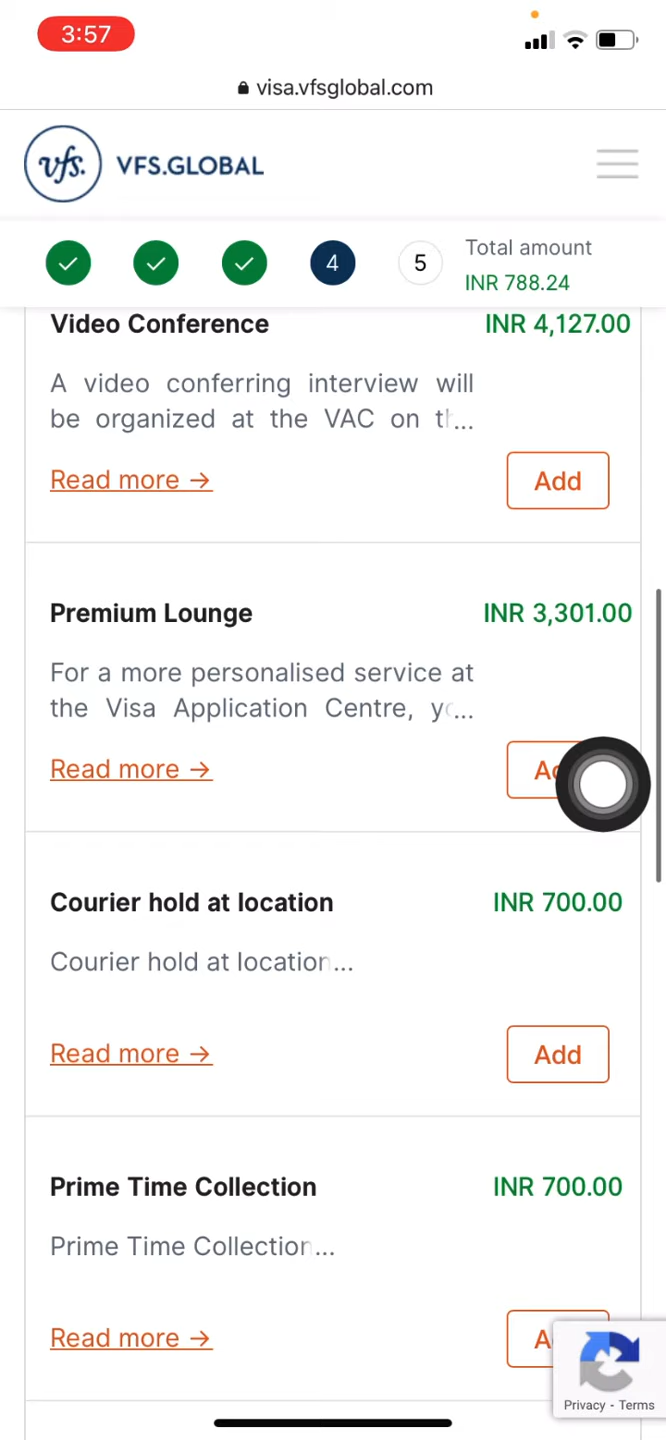 3:57
visa.vfsglobal.com
vfs.
VFS.GLOBAL
4
5
Total amount
INR 788.24
Video Conference
INR 4,127.00
A video conferring interview will
be organized at the VAC on t...
Read more →
Add
Premium Lounge
INR 3,301.00
For a more personalised service at
the Visa Application Centre, y...
Read more →
Courier hold at location
INR 700.00
Courier hold at location...
Read more →
Add
Prime Time Collection
INR 700.00
Prime Time Collection...
Read more →
Privacy - Terms